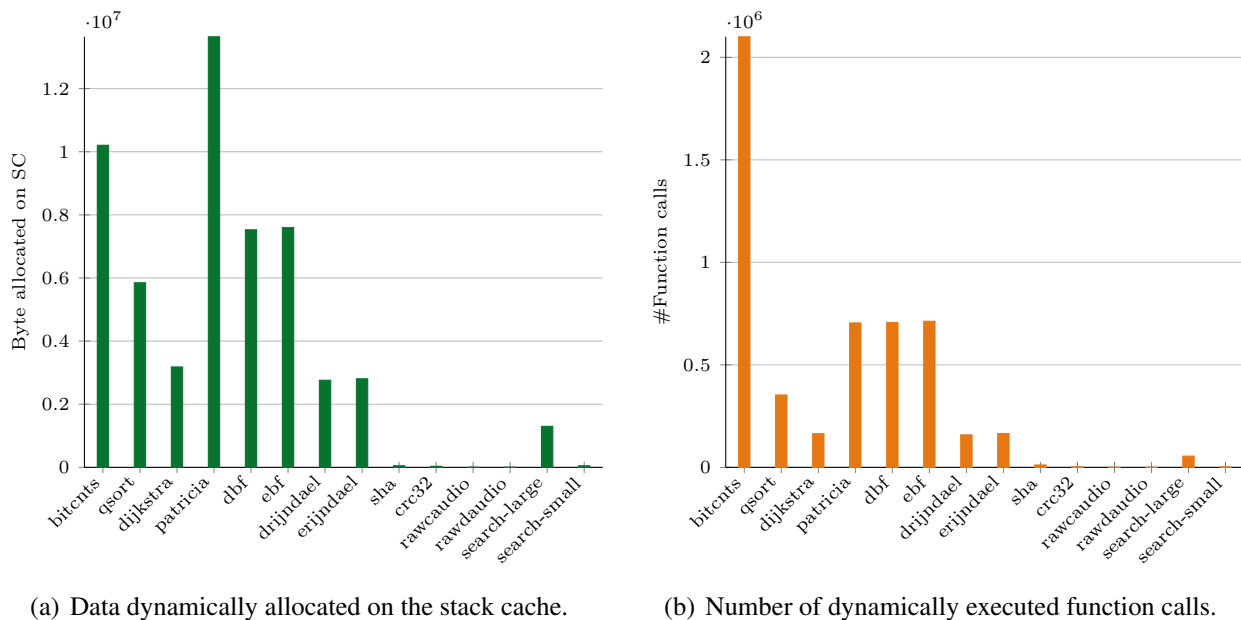 ·10^7
1.2
1
0.8
0.6
0.4
0.2
0
Byte allocated on SC
bitcnts
qsort
dijkstra
patricia
dbf
ebf
drijndael
erijndael
sha
crc32
rawcaudio
rawdaudio
search-large
search-small
(a) Data dynamically allocated on the stack cache.
·10^6
2
1.5
1
0.5
0
#Function calls
bitcnts
qsort
dijkstra
patricia
dbf
ebf
drijndael
erijndael
sha
crc32
rawcaudio
rawdaudio
search-large
search-small
(b) Number of dynamically executed function calls.